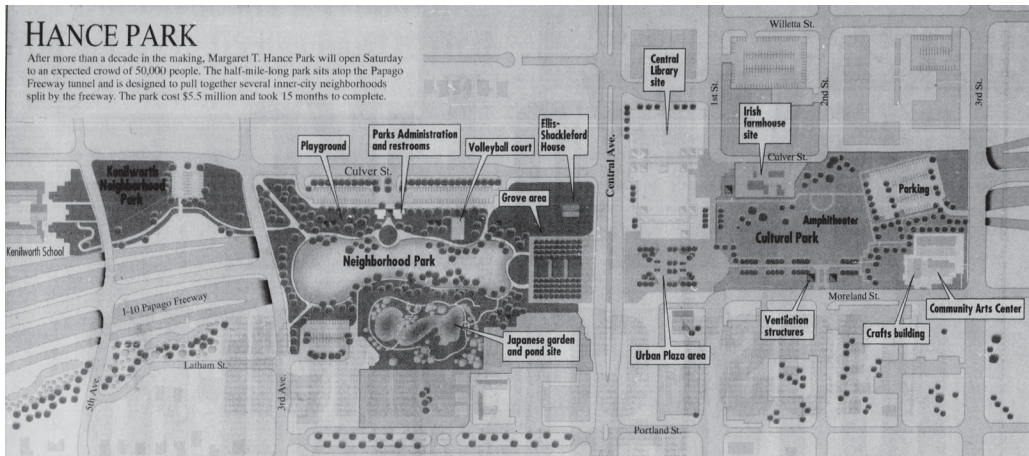 HANCE PARK
After more than a decade in the making, Margaret T. Hance Park will open Saturday
to an expected crowd of 50,000 people. The half-mile-long park sits atop the Papago
Freeway tunnel and is designed to pull together several inner-city neighborhoods
split by the freeway. The park cost $5.5 million and took 15 months to complete.
Willetta St.
Central
Library
site
1st St.
2nd St.
3rd St.
Irish
farmhouse
site
Ellis-
Shackleford
House
Parks Administration
and restrooms
Playground
Volleyball court
Culver St.
Culver St.
Central Ave.
Kenilworth
Neighborhood
Park
Grove area
Parking
Amphitheater
Cultural Park
Kenilworth School
Neighborhood Park
I-10 Papago Freeway
Moreland St.
Community Arts Center
Ventilation
structures
Crafts building
Japanese garden
and pond site
Urban Plaza area
Latham St.
5th Ave.
3rd Ave.
Portland St.